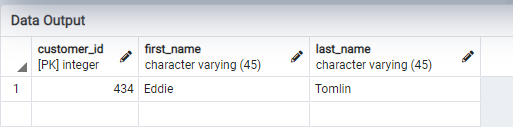 Data Output
customer_id first_name last_name
[PK] integer character varying (45) character varying (45)
1 434 Eddie Tomlin